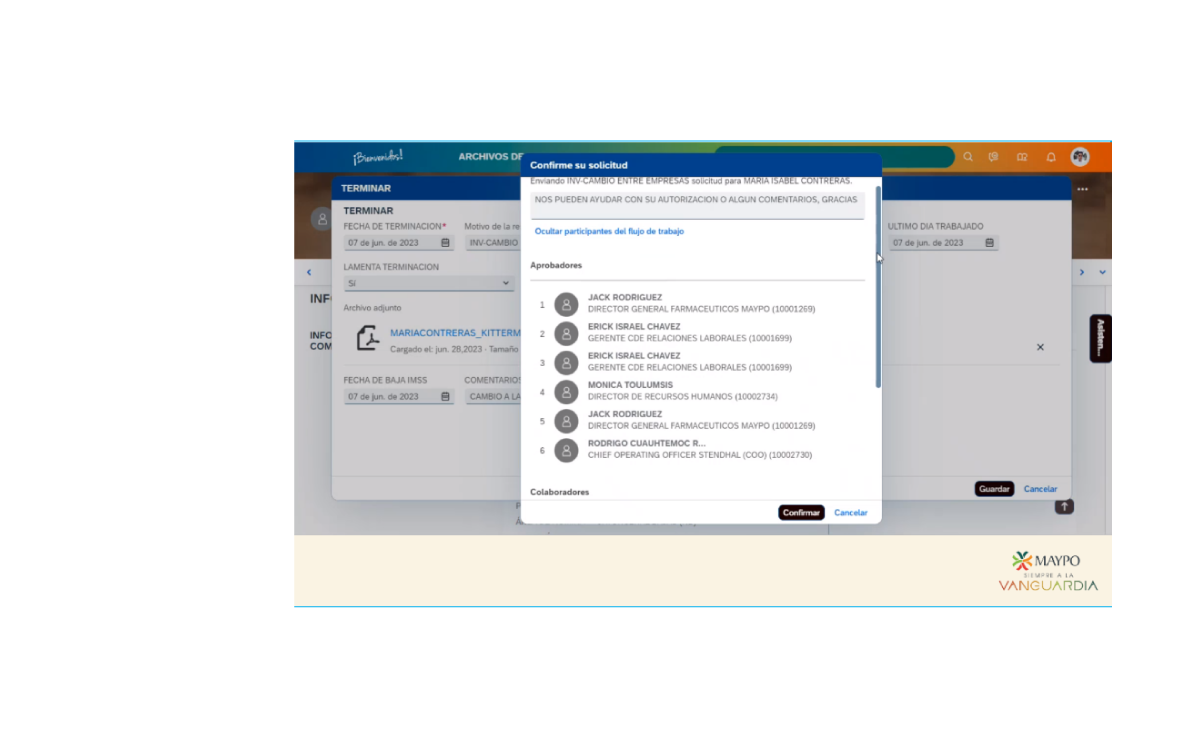 ¡Bienvenidos!
ARCHIVOS DE
Confirme su solicitud
TERMINAR
Enviando INV-CAMBIO ENTRE EMPRESAS solicitud para MARIA ISABEL CONTRERAS.
NOS PUEDEN AYUDAR CON SU AUTORIZACION O ALGUN COMENTARIOS, GRACIAS
TERMINAR
FECHA DE TERMINACION*
Motivo de la re
ULTIMO DIA TRABAJADO
Ocultar participantes del flujo de trabajo
07 de jun. de 2023
INV-CAMBIO
07 de jun. de 2023
LAMENTA TERMINACION
Aprobadores
Sí
INF
Archivo adjunto
1
JACK RODRIGUEZ
DIRECTOR GENERAL FARMACEUTICOS MAYPO (10001269)
INFO
COM
MARIACONTRERAS_KITTERM
Cargado el: jun. 28,2023 · Tamaño
2
ERICK ISRAEL CHAVEZ
GERENTE CDE RELACIONES LABORALES (10001699)
Asisten...
3
ERICK ISRAEL CHAVEZ
GERENTE CDE RELACIONES LABORALES (10001699)
FECHA DE BAJA IMSS
COMENTARIOS
07 de jun. de 2023
CAMBIO A LA
4
MONICA TOULUMSIS
DIRECTOR DE RECURSOS HUMANOS (10002734)
5
JACK RODRIGUEZ
DIRECTOR GENERAL FARMACEUTICOS MAYPO (10001269)
6
RODRIGO CUAUHTEMOC R...
CHIEF OPERATING OFFICER STENDHAL (COO) (10002730)
Colaboradores
Guardar
Cancelar
Confirmar
Cancelar
MAYPO
SIEMPRE A LA
VANGUARDIA